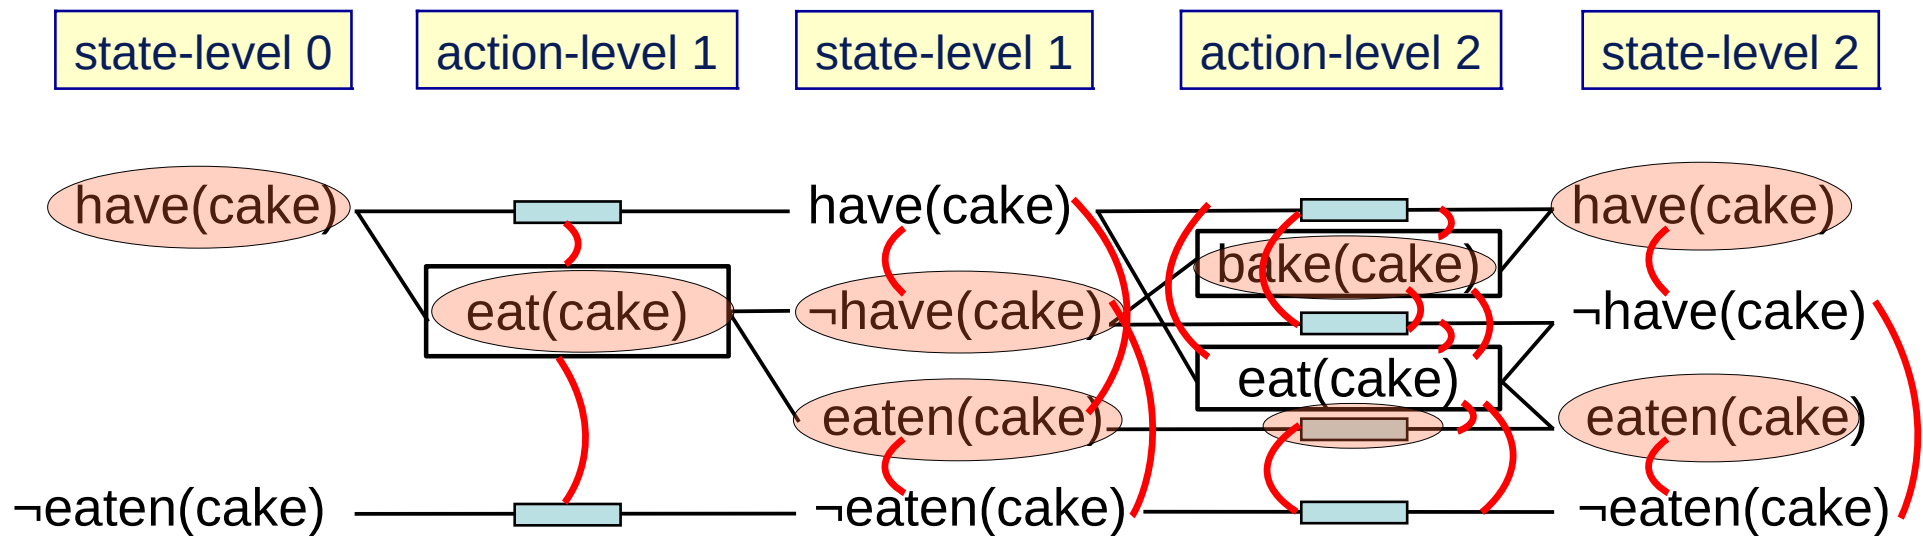 state-level 0 action-level 1 state-level 1 action-level 2 state-level 2
have(cake) have(cake) have(cake)
bake(cake)
eat(cake) ¬have(cake) ¬have(cake)
eat(cake)
eaten(cake) eaten(cake)
¬eaten(cake) ¬eaten(cake) ¬eaten(cake)